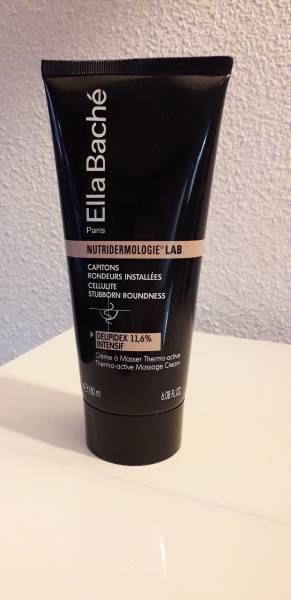 Ella Baché
Paris
NUTRIDERMOLOGIE® LAB
CAPITONS
RONDEURS INSTALLÉES
CELLULITE
STUBBORN ROUNDNESS
DELIPIDEX 11,6%
INTENSIF
Crème à Masser Thermo-active
Thermo-active Massage Cream
e 180 ml 6.08 FL.OZ.